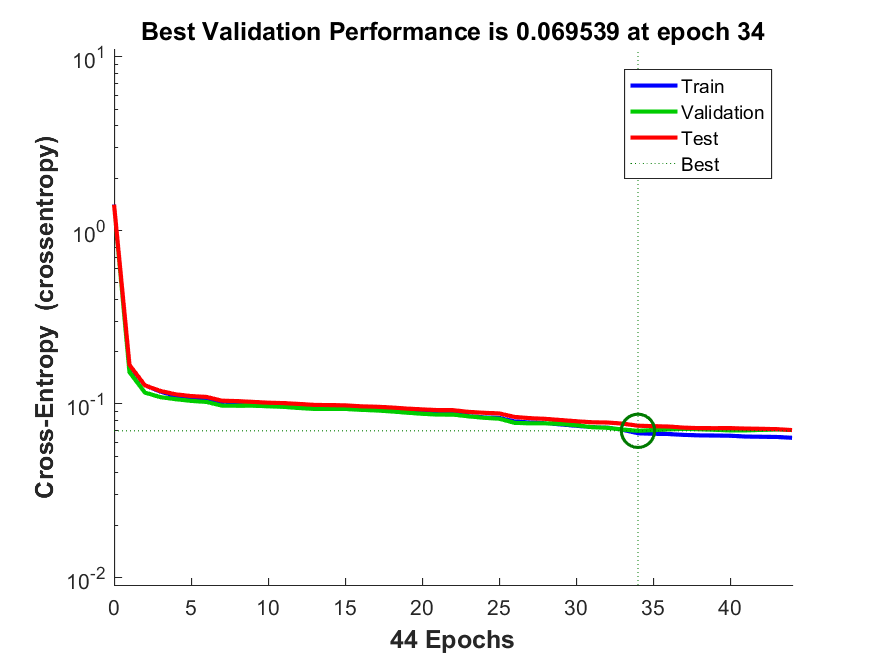 Best Validation Performance is 0.069539 at epoch 34
Cross-Entropy (crossentropy)
10^1
10^0
10^-1
10^-2
Train
Validation
Test
Best
0 5 10 15 20 25 30 35 40
44 Epochs